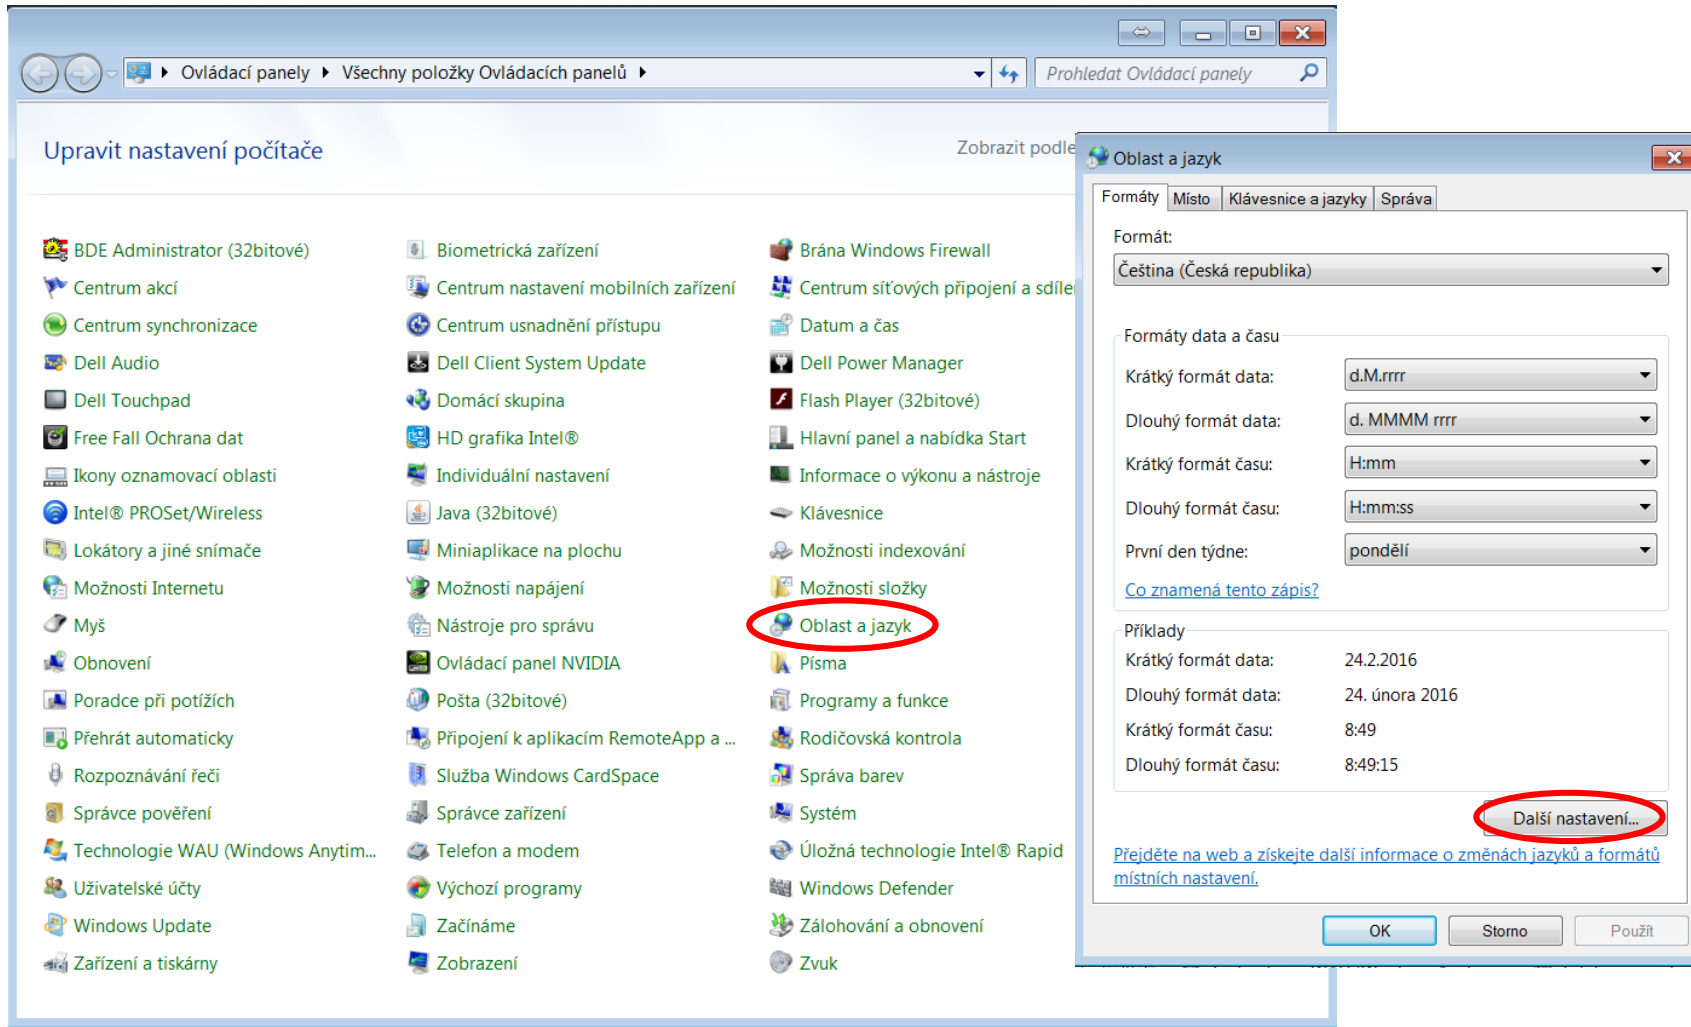 Ovládací panely
Všechny položky Ovládacích panelů
Prohledat Ovládací panely
Upravit nastavení počítače
Zobrazit podle
BDE Administrator (32bitové)
Biometrická zařízení
Brána Windows Firewall
Centrum akcí
Centrum nastavení mobilních zařízení
Centrum síťových připojení a sdíle
Centrum synchronizace
Centrum usnadnění přístupu
Datum a čas
Dell Audio
Dell Client System Update
Dell Power Manager
Dell Touchpad
Domácí skupina
Flash Player (32bitové)
Free Fall Ochrana dat
HD grafika Intel®
Hlavní panel a nabídka Start
Ikony oznamovací oblasti
Individuální nastavení
Informace o výkonu a nástroje
Intel® PROSet/Wireless
Java (32bitové)
Klávesnice
Lokátory a jiné snímače
Miniaplikace na plochu
Možnosti indexování
Možnosti Internetu
Možnosti napájení
Možnosti složky
Myš
Nástroje pro správu
Oblast a jazyk
Obnovení
Ovládací panel NVIDIA
Písma
Poradce při potížích
Pošta (32bitové)
Programy a funkce
Přehrát automaticky
Připojení k aplikacím RemoteApp a ...
Rodičovská kontrola
Rozpoznávání řeči
Služba Windows CardSpace
Správa barev
Správce pověření
Správce zařízení
Systém
Technologie WAU (Windows Anytim...
Telefon a modem
Úložná technologie Intel® Rapid
Uživatelské účty
Výchozí programy
Windows Defender
Windows Update
Začínáme
Zálohování a obnovení
Zařízení a tiskárny
Zobrazení
Zvuk
Oblast a jazyk
Formáty Místo Klávesnice a jazyky Správa
Formát:
Čeština (Česká republika)
Formáty data a času
Krátký formát data: d.M.rrrr
Dlouhý formát data: d. MMMM rrrr
Krátký formát času: H:mm
Dlouhý formát času: H:mm:ss
První den týdne: pondělí
Co znamená tento zápis?
Příklady
Krátký formát data: 24.2.2016
Dlouhý formát data: 24. února 2016
Krátký formát času: 8:49
Dlouhý formát času: 8:49:15
Další nastavení...
Přejděte na web a získejte další informace o změnách jazyků a formátů
místních nastavení.
OK Storno Použít